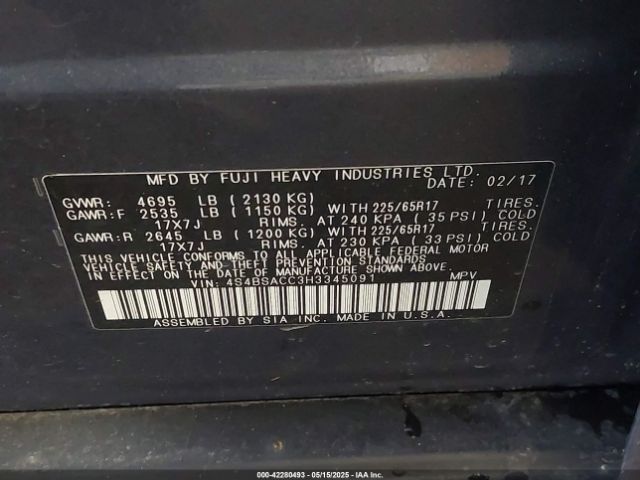 MFD BY FUJI HEAVY INDUSTRIES LTD.
DATE: 02/17
GVWR: 4695 LB (2130 KG)
GAWR:F 2535 LB (1150 KG) WITH 225/65R17 TIRES.
17X7J RIMS. AT 240 KPA (35 PSI) COLD
GAWR:R 2645 LB (1200 KG) WITH 225/65R17 TIRES.
17X7J RIMS. AT 230 KPA (33 PSI) COLD
THIS VEHICLE CONFORMS TO ALL APPLICABLE FEDERAL MOTOR
VEHICLE SAFETY AND THEFT PREVENTION STANDARDS
IN EFFECT ON THE DATE OF MANUFACTURE SHOWN ABOVE.
VIN: 4S4BSACC3H3345091 MPV
ASSEMBLED BY SIA INC. MADE IN U.S.A.
000-42280493 - 05/15/2025 - IAAI Inc.